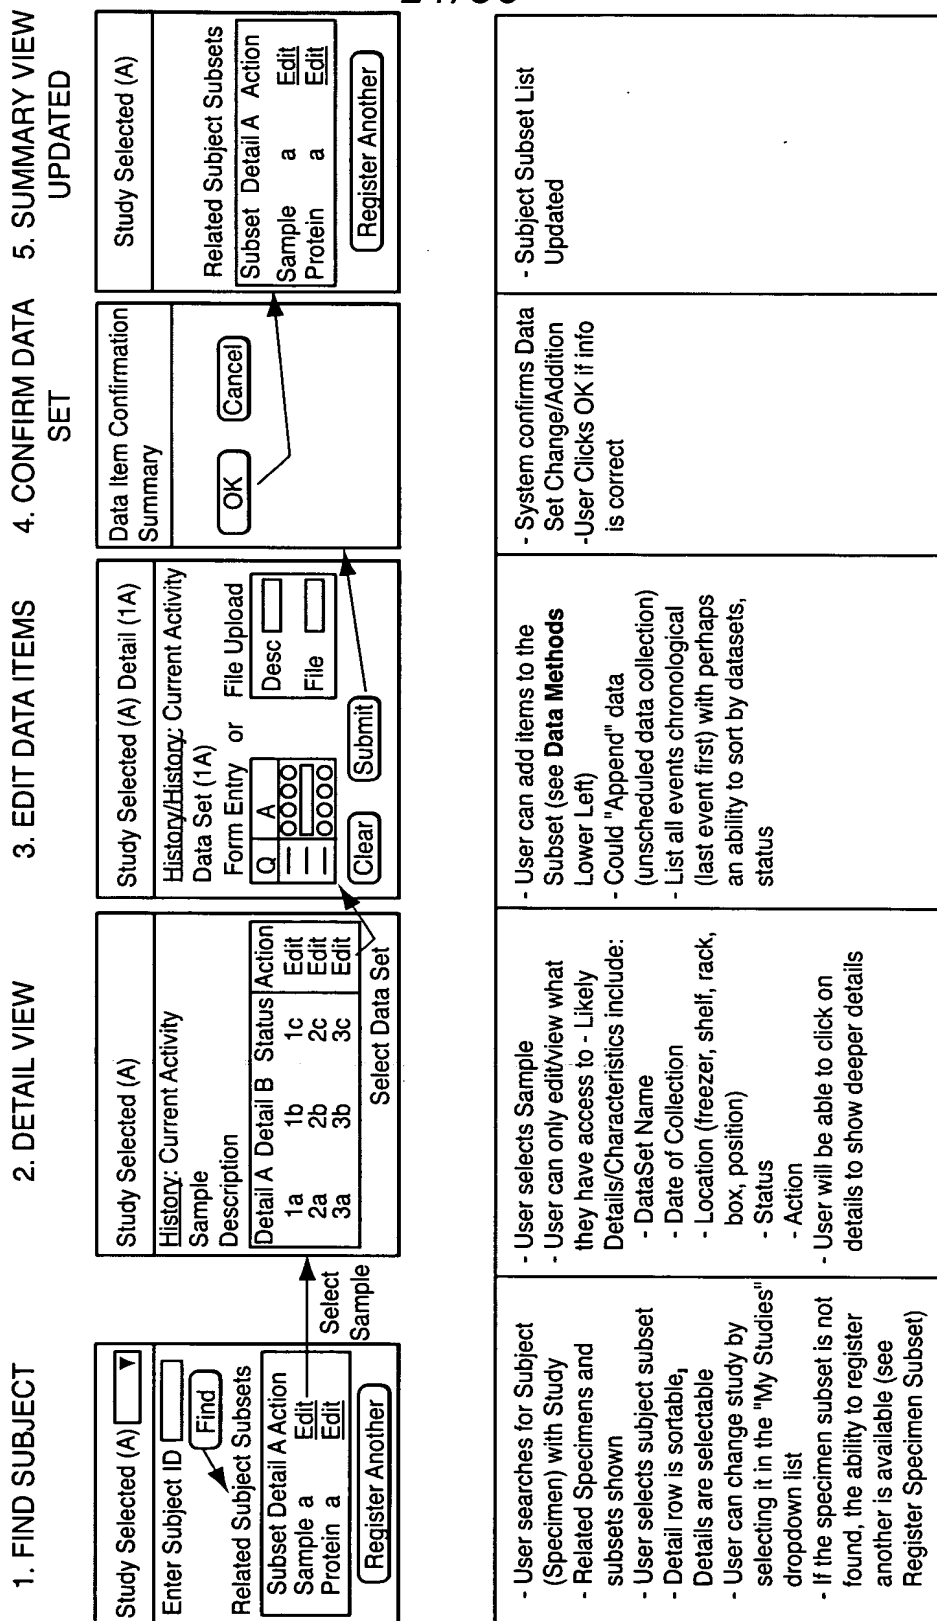 1. FIND SUBJECT
Study Selected (A)
Enter Subject ID
Find
Related Subject Subsets
Subset Detail A Action
Sample a Edit
Protein a Edit
Register Another
Select
Sample
- User searches for Subject
(Specimen) with Study
- Related Specimens and
subsets shown
- User selects subject subset
- Detail row is sortable,
Details are selectable
- User can change study by
selecting it in the "My Studies"
dropdown list
- If the specimen subset is not
found, the ability to register
another is available (see
Register Specimen Subset)
2. DETAIL VIEW
Study Selected (A)
History: Current Activity
Sample
Description
Detail A Detail B Status Action
1a 1b 1c Edit
2a 2b 2c Edit
3a 3b 3c Edit
Select Data Set
- User selects Sample
- User can only edit/view what
they have access to - Likely
Details/Characteristics include:
- DataSet Name
- Date of Collection
- Location (freezer, shelf, rack,
box, position)
- Status
- Action
- User will be able to click on
details to show deeper details
3. EDIT DATA ITEMS
Study Selected (A) Detail (1A)
History/History: Current Activity
Data Set (1A)
Form Entry or File Upload
Q A
Desc
File
Clear Submit
- User can add items to the
Subset (see Data Methods
Lower Left)
- Could "Append" data
(unscheduled data collection)
- List all events chronological
(last event first) with perhaps
an ability to sort by datasets,
status
4. CONFIRM DATA
SET
Data Item Confirmation
Summary
OK Cancel
- System confirms Data
Set Change/Addition
-User Clicks OK if info
is correct
5. SUMMARY VIEW
UPDATED
Study Selected (A)
Related Subject Subsets
Subset Detail A Action
Sample a Edit
Protein a Edit
Register Another
- Subject Subset List
Updated